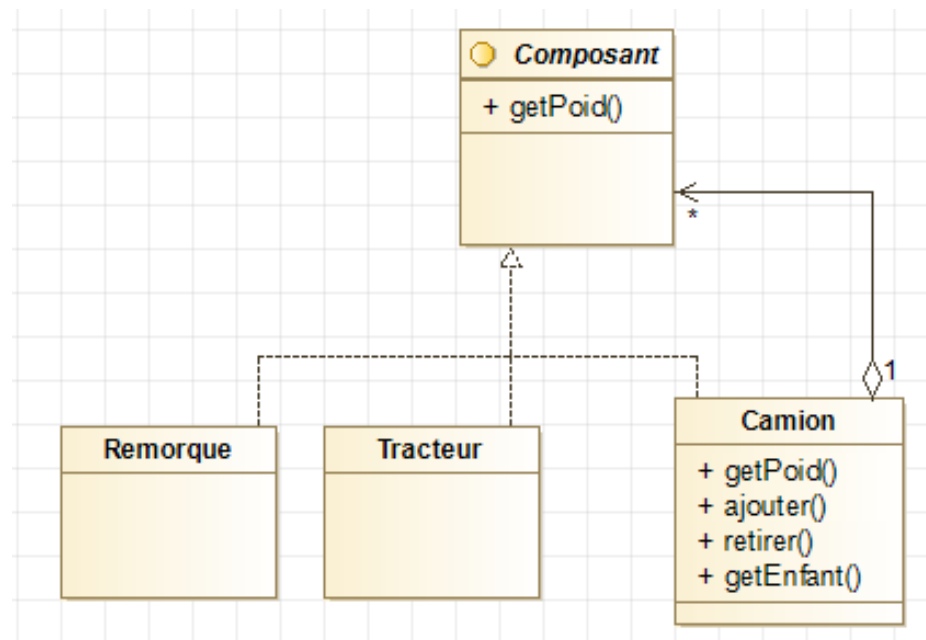 Composant
+ getPoid()
*
1
Remorque
Tracteur
Camion
+ getPoid()
+ ajouter()
+ retirer()
+ getEnfant()